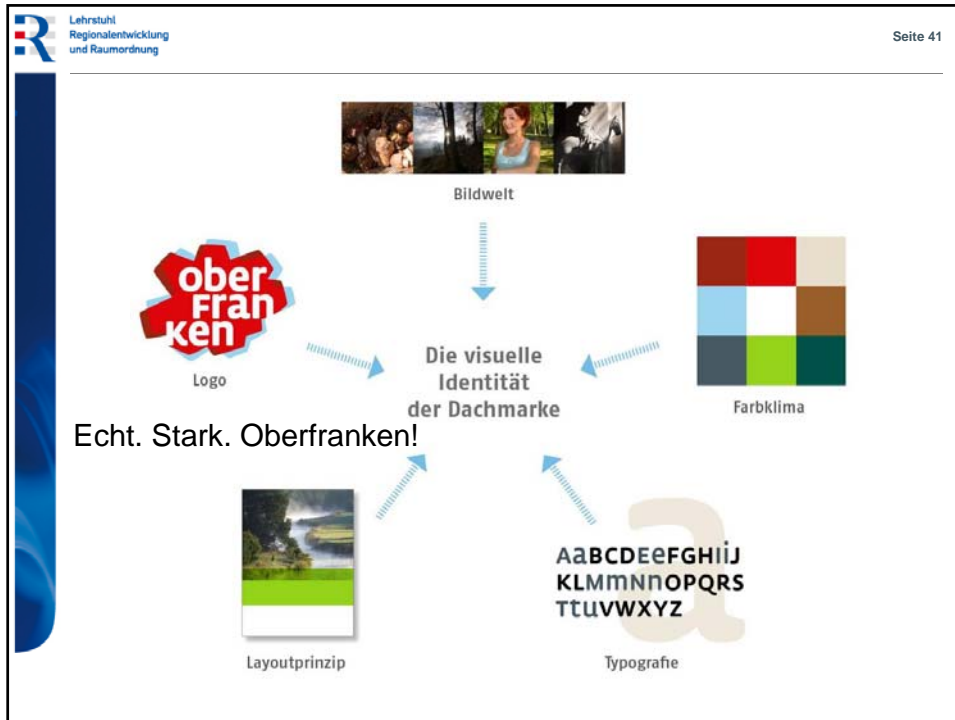 Lehrstuhl
Regionalentwicklung
und Raumordnung
Seite 41
Bildwelt
ober
Fran
ken
Logo
Die visuelle
Identität
der Dachmarke
Farbklima
Echt. Stark. Oberfranken!
Layoutprinzip
a
AaBCDEeFGHIiJ
KLMmNnOPQRS
TtuVWXYZ
Typografie